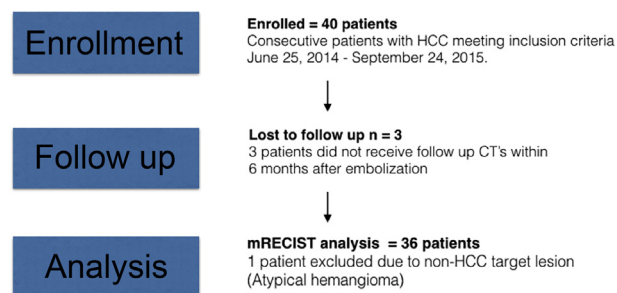 Enrollment
Enrolled = 40 patients
Consecutive patients with HCC meeting inclusion criteria
June 25, 2014 - September 24, 2015.
Follow up
Lost to follow up n = 3
3 patients did not receive follow up CT's within
6 months after embolization
Analysis
mRECIST analysis = 36 patients
1 patient excluded due to non-HCC target lesion
(Atypical hemangioma)